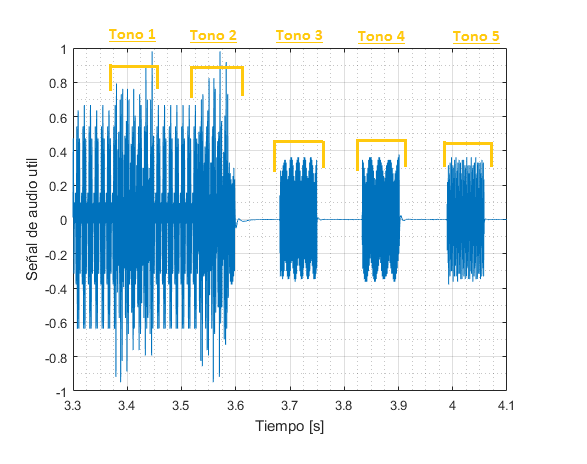 Tono 1 Tono 2 Tono 3 Tono 4 Tono 5
1
0.8
0.6
0.4
0.2
0
-0.2
-0.4
-0.6
-0.8
-1
Señal de audio util
3.3 3.4 3.5 3.6 3.7 3.8 3.9 4 4.1
Tiempo [s]